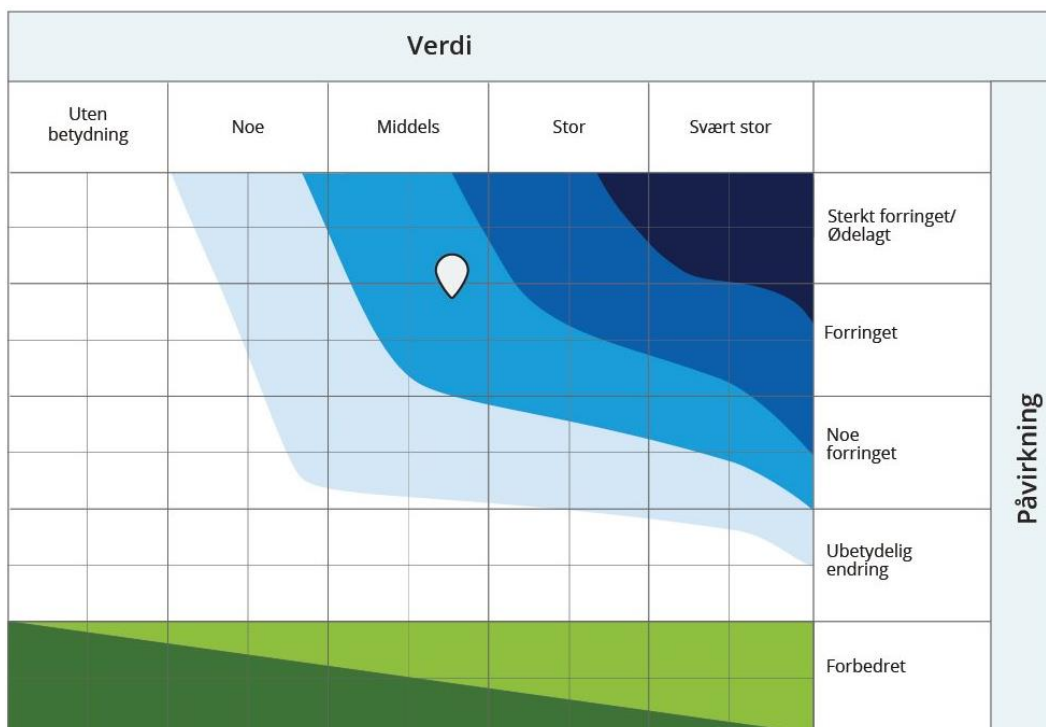 Verdi
Uten
betydning
Noe
Middels
Stor
Svært stor
Sterkt forringet/
Ødelagt
Forringet
Noe
forringet
Ubetydelig
endring
Forbedret
Påvirkning